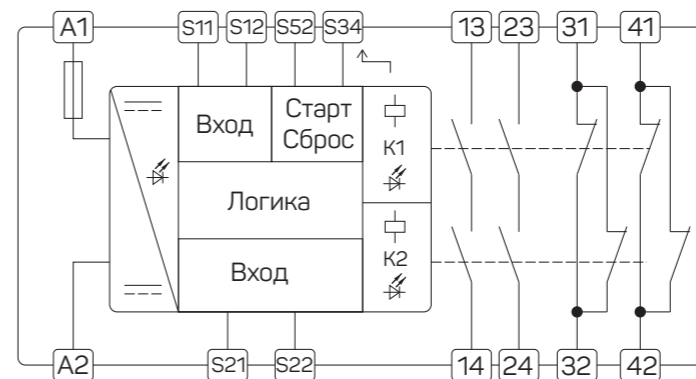 A1 S11 S12 S52 S34 13 23 31 41
Вход
Старт
Сброс
K1
Логика
Вход
K2
A2 S21 S22 14 24 32 42